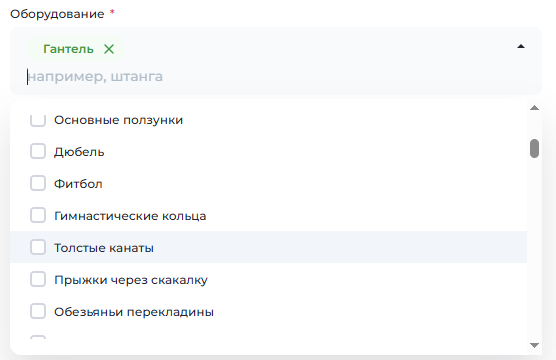 Оборудование *
Гантель
например, штанга
Основные ползунки
Дюбель
Фитбол
Гимнастические кольца
Толстые канаты
Прыжки через скакалку
Обезьяньи перекладины